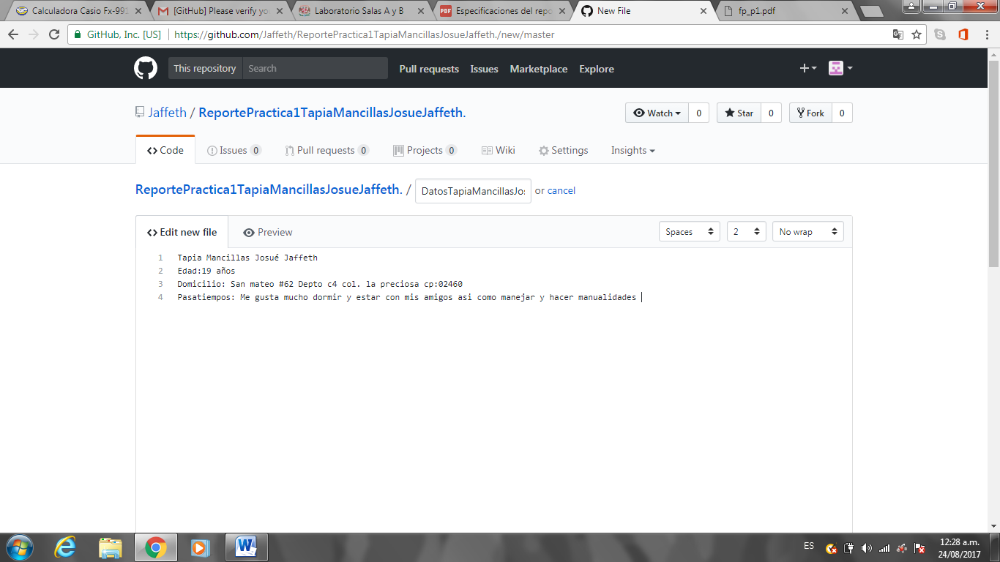 Calculadora Casio Fx-991
[GitHub] Please verify yo
Laboratorio Salas A y B
PDF Especificaciones del repo
New File
fp_p1.pdf
GitHub, Inc. [US] https://github.com/Jaffeth/ReportePractica1TapiaMancillasJosueJaffeth./new/master
This repository Search Pull requests Issues Marketplace Explore
Jaffeth / ReportePractica1TapiaMancillasJosueJaffeth.
Watch 0 Star 0 Fork 0
Code Issues 0 Pull requests 0 Projects 0 Wiki Settings Insights
ReportePractica1TapiaMancillasJosueJaffeth. / DatosTapiaMancillasJo or cancel
Edit new file Preview Spaces 2 No wrap
1 Tapia Mancillas Josué Jaffeth
2 Edad:19 años
3 Domicilio: San mateo #62 Depto c4 col. la preciosa cp:02460
4 Pasatiempos: Me gusta mucho dormir y estar con mis amigos asi como manejar y hacer manualidades
ES
12:28 a.m.
24/08/2017